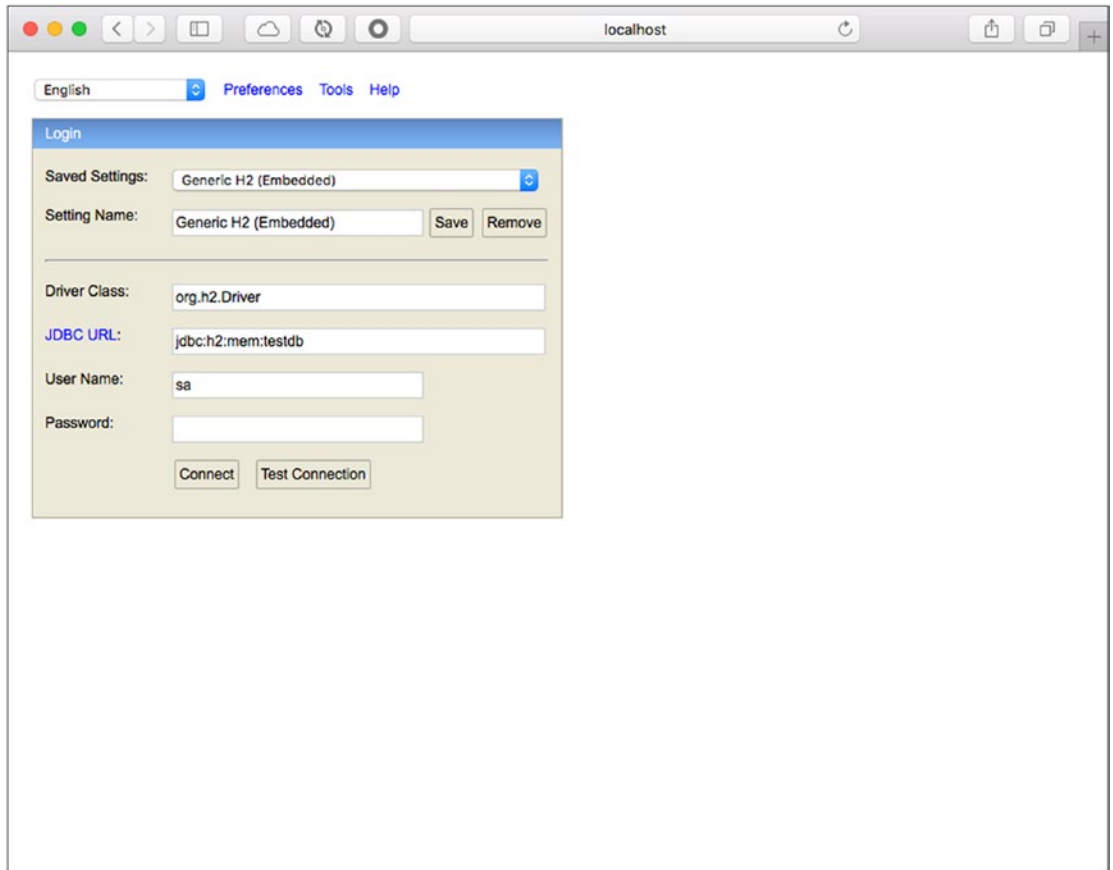 localhost
English Preferences Tools Help
Login
Saved Settings: Generic H2 (Embedded)
Setting Name: Generic H2 (Embedded) Save Remove
Driver Class: org.h2.Driver
JDBC URL: jdbc:h2:mem:testdb
User Name: sa
Password:
Connect Test Connection